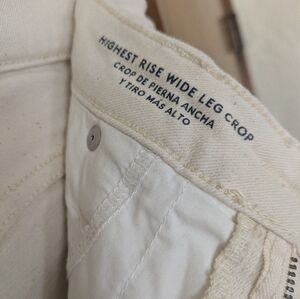 HIGHEST RISE WIDE LEG CROP
CROP DE PIERNA ANCHA
Y TIRO MÁS ALTO